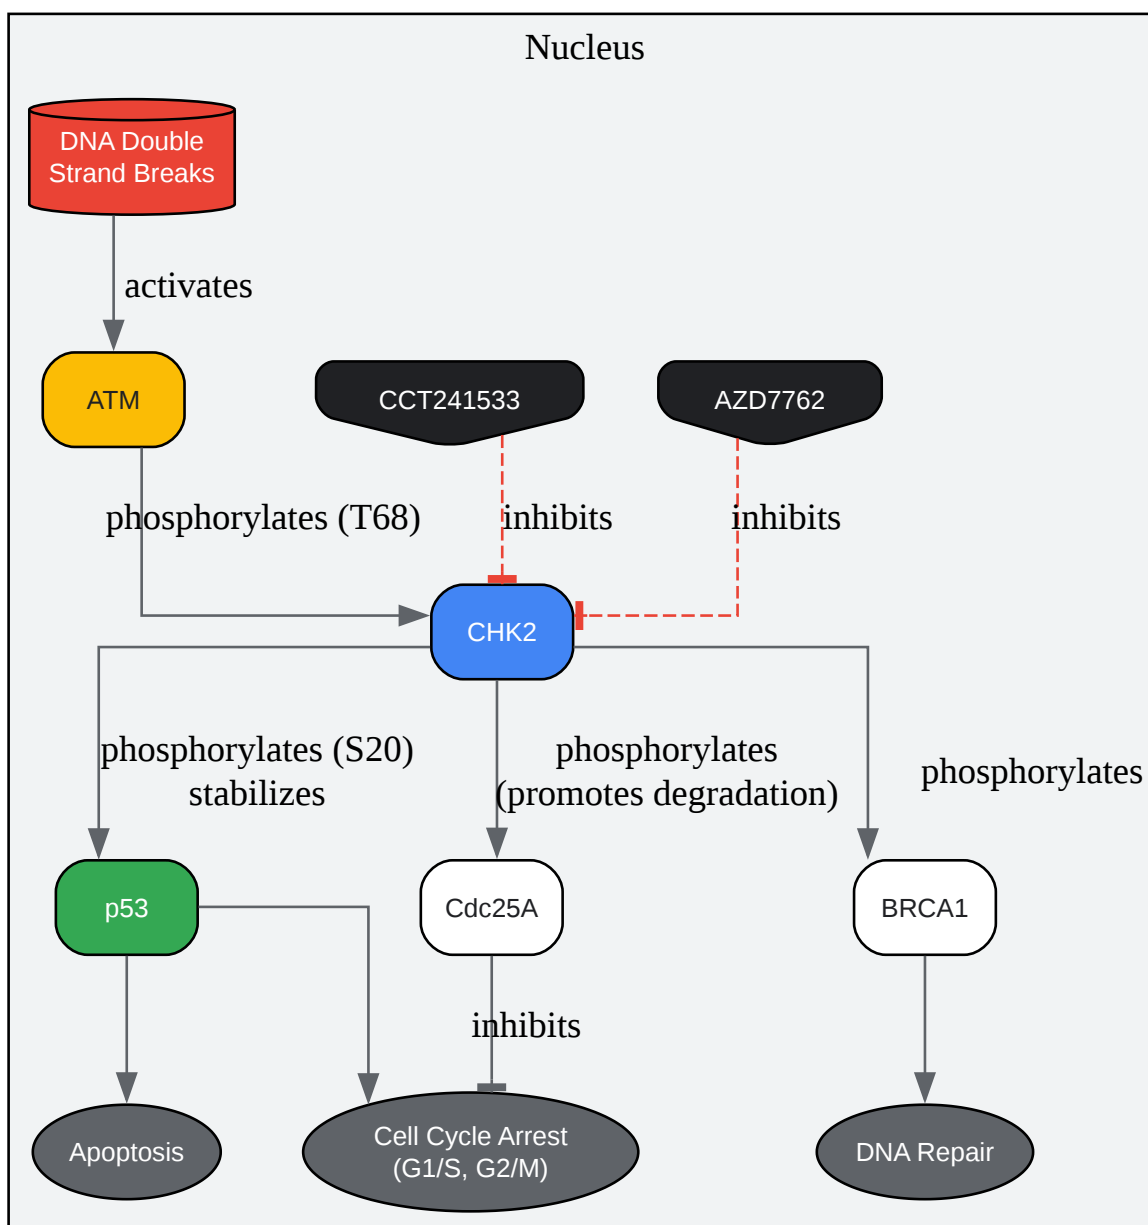 Nucleus
DNA Double
Strand Breaks
activates
ATM
CCT241533
AZD7762
phosphorylates (T68)
inhibits
inhibits
CHK2
phosphorylates (S20)
stabilizes
phosphorylates
(promotes degradation)
phosphorylates
p53
Cdc25A
BRCA1
inhibits
Apoptosis
Cell Cycle Arrest
(G1/S, G2/M)
DNA Repair